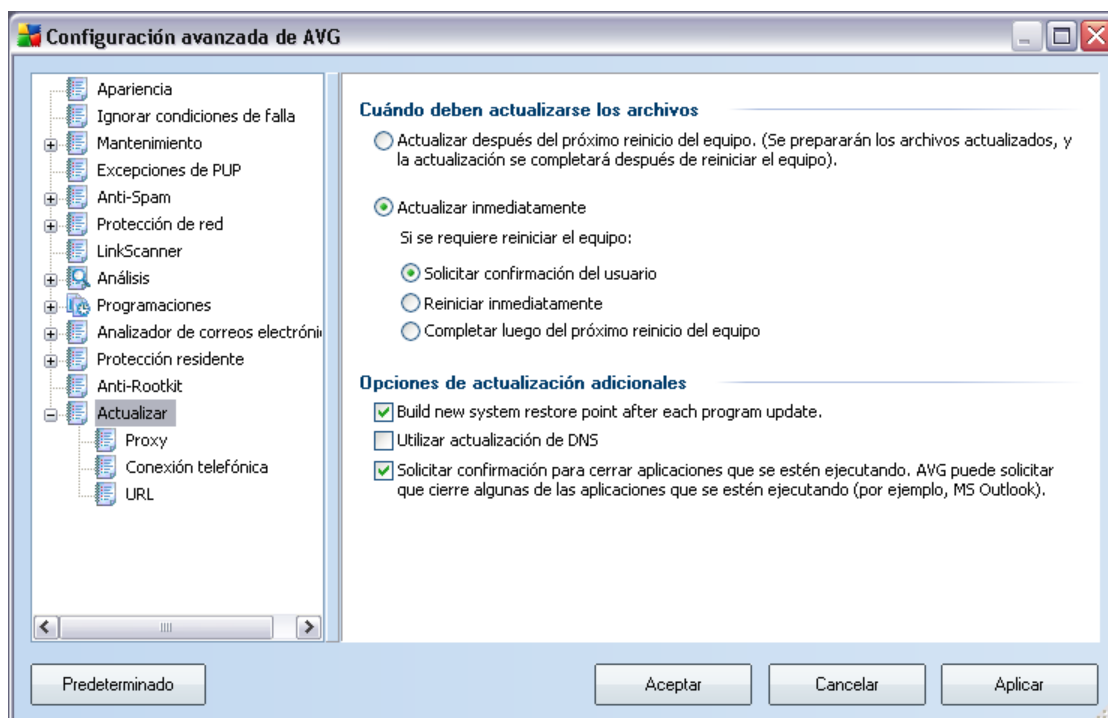 Configuración avanzada de AVG
Apariencia
Ignorar condiciones de falla
Mantenimiento
Excepciones de PUP
Anti-Spam
Protección de red
LinkScanner
Análisis
Programaciones
Analizador de correos electróni
Protección residente
Anti-Rootkit
Actualizar
Proxy
Conexión telefónica
URL
Cuándo deben actualizarse los archivos
Actualizar después del próximo reinicio del equipo. (Se prepararán los archivos actualizados, y
la actualización se completará después de reiniciar el equipo).
Actualizar inmediatamente
Si se requiere reiniciar el equipo:
Solicitar confirmación del usuario
Reiniciar inmediatamente
Completar luego del próximo reinicio del equipo
Opciones de actualización adicionales
Build new system restore point after each program update.
Utilizar actualización de DNS
Solicitar confirmación para cerrar aplicaciones que se estén ejecutando. AVG puede solicitar
que cierre algunas de las aplicaciones que se estén ejecutando (por ejemplo, MS Outlook).
Predeterminado
Aceptar
Cancelar
Aplicar